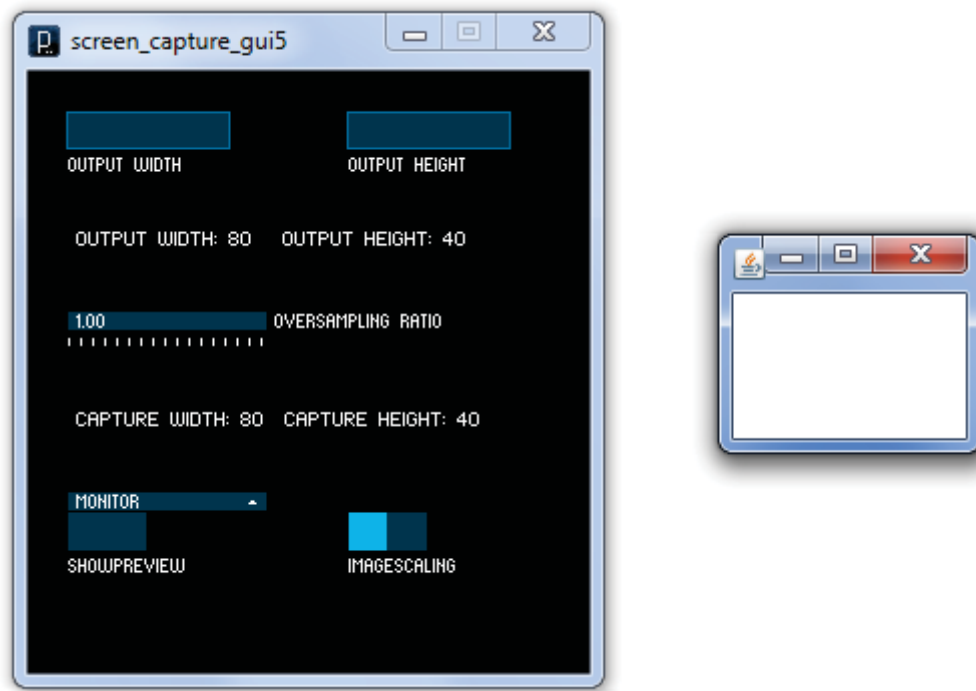 screen_capture_gui5
OUTPUT WIDTH OUTPUT HEIGHT
OUTPUT WIDTH: 80 OUTPUT HEIGHT: 40
1.00 OVERSAMPLING RATIO
CAPTURE WIDTH: 80 CAPTURE HEIGHT: 40
MONITOR
SHOWPREVIEW IMAGESCALING